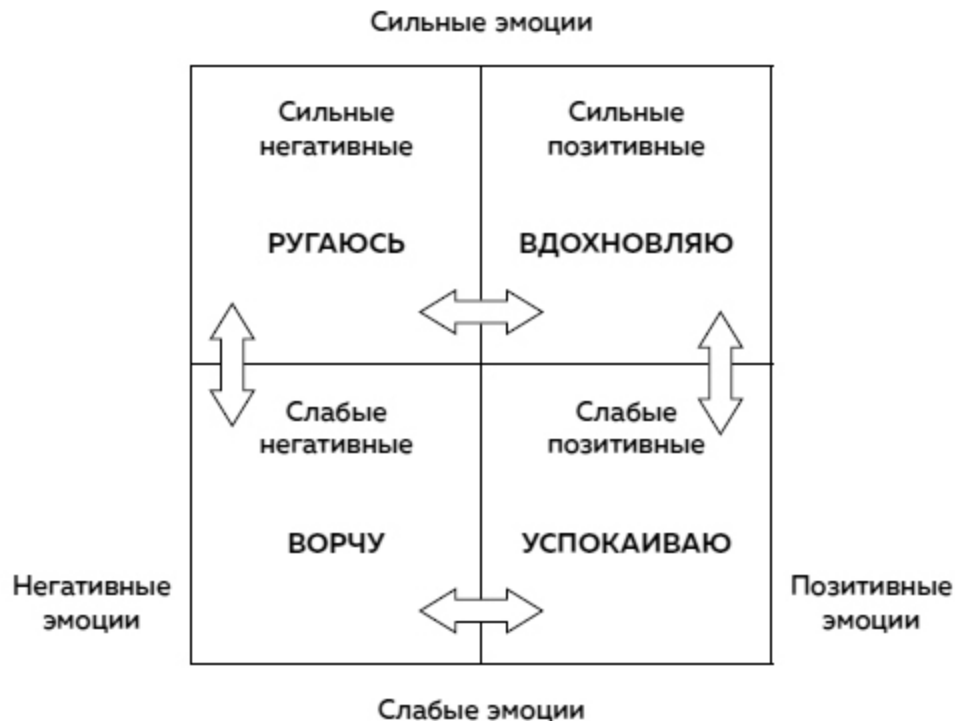 Сильные эмоции
Сильные
негативные
Сильные
позитивные
РУГАЮСЬ
ВДОХНОВЛЯЮ
Слабые
негативные
Слабые
позитивные
ВОРЧУ
УСПОКАИВАЮ
Негативные
эмоции
Позитивные
эмоции
Слабые эмоции